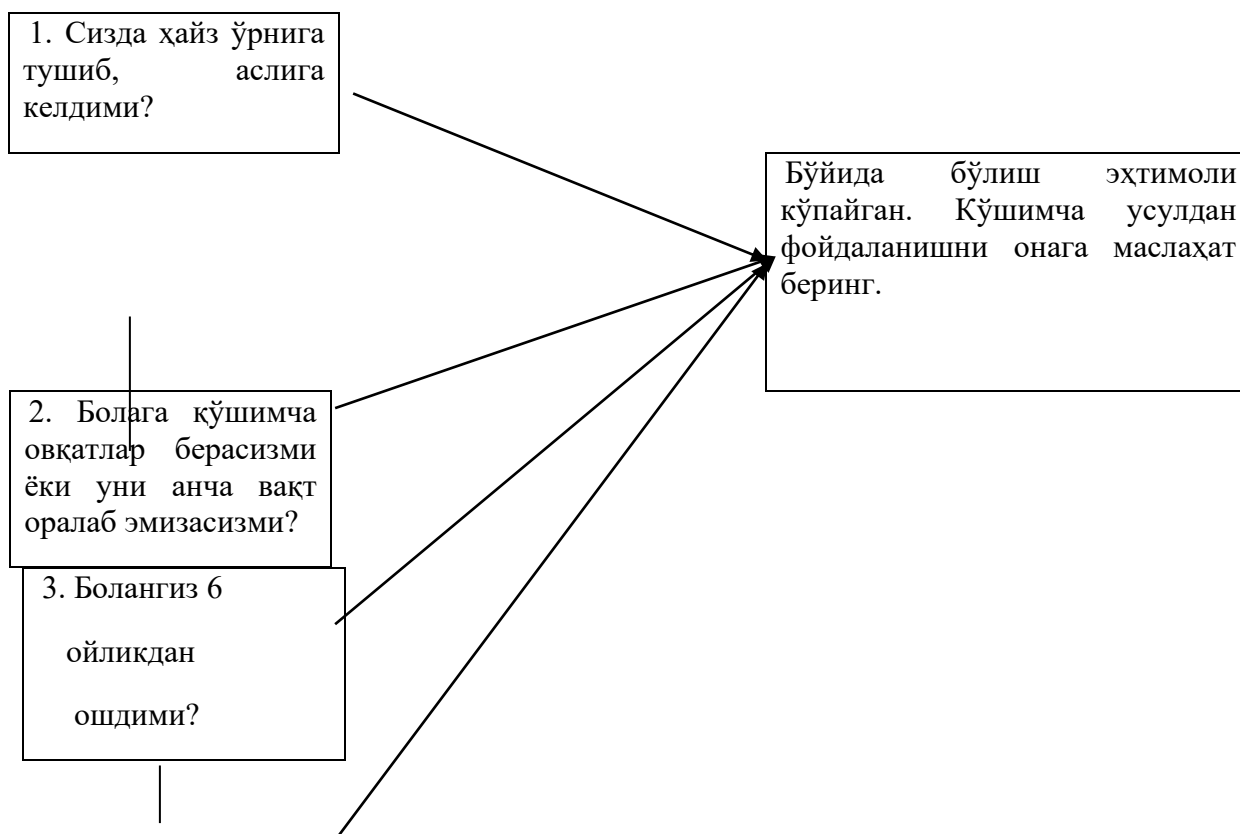 1. Сизда ҳайз ўрнига
тушиб, аслига
келдими?
Бўйида бўлиш эҳтимоли
кўпайган. Кўшимча усулдан
фойдаланишни онага маслаҳат
беринг.
2. Болага қўшимча
овқатлар берасизми
ёки уни анча вақт
оралаб эмизасизми?
3. Болангиз 6
ойликдан
ошдими?